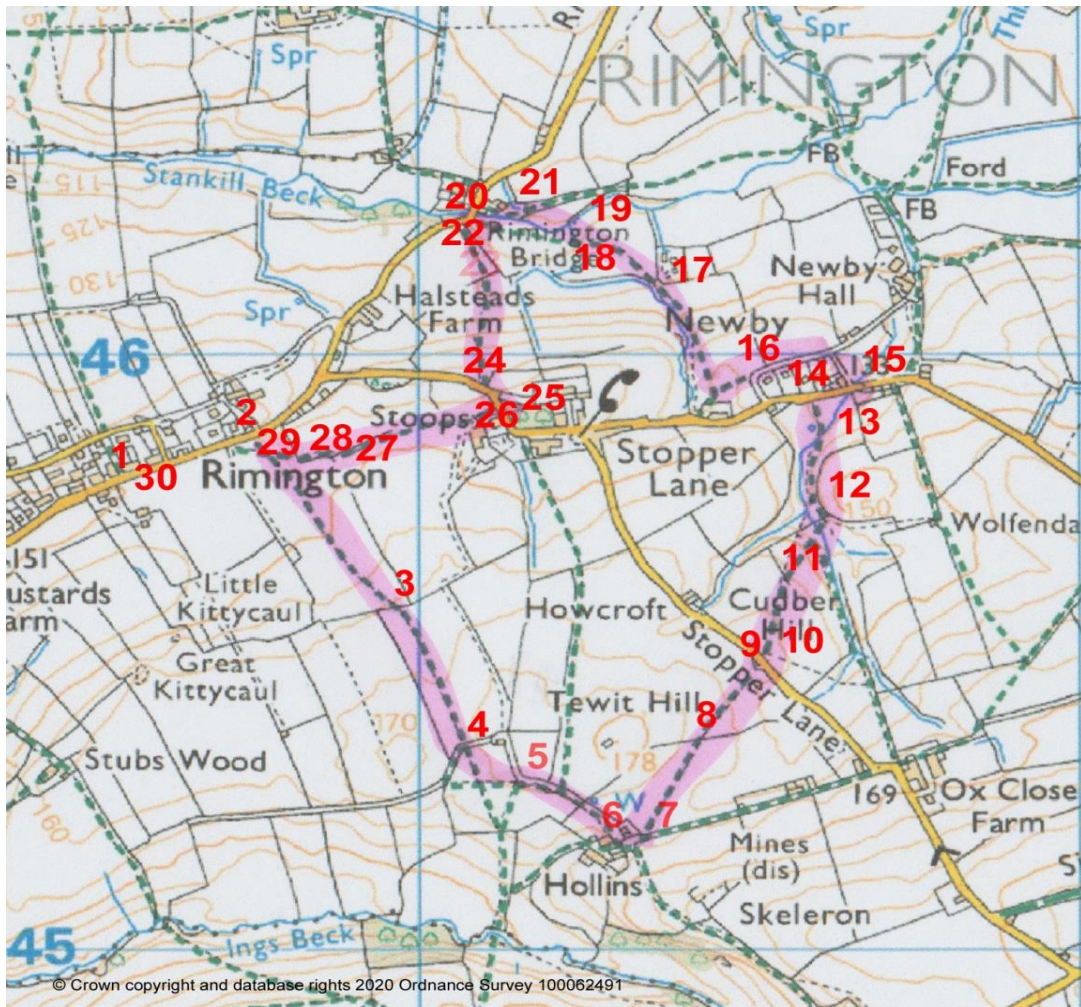 Spr
Spr
RIMINGTON
FB
Ford
Stankill Beck
115
125
130
20
21
19
FB
22
Rimington
Bridge
18
17
Newby
Hall
Halsteads
Farm
Spr
Newby
46
16
24
14
15
2
25
Stoops
26
13
1
29
28
27
30
Rimington
Stopper
Lane
12
150
Wolfenda
151
ustards
arm
Little
Kittycaul
3
11
Howcroft
Cudber
Hill
10
9
Great
Kittycaul
Stopper
Lane
Tewit Hill
8
170
4
Stubs Wood
5
178
W
160
6
7
169
Ox Close
Farm
Mines
(dis)
Hollins
Skeleron
45
Ings Beck
© Crown copyright and database rights 2020 Ordnance Survey 100062491